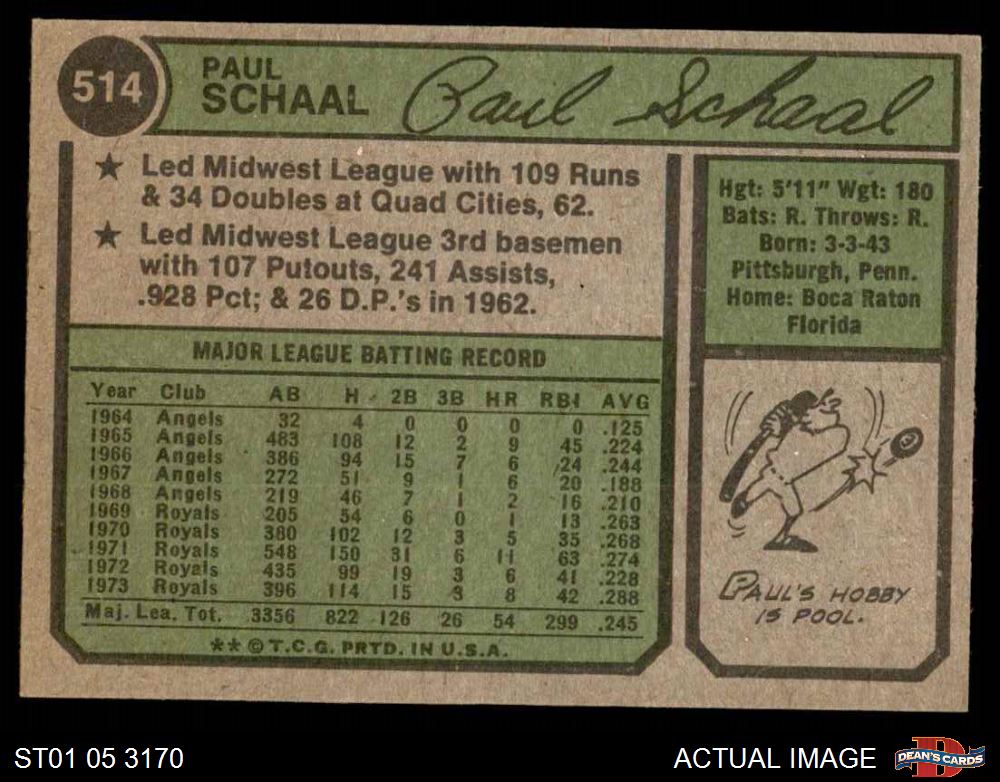 514
PAUL
SCHAAL
Paul Schaal
★ Led Midwest League with 109 Runs
& 34 Doubles at Quad Cities, 62.
★ Led Midwest League 3rd basemen
with 107 Putouts, 241 Assists,
.928 Pct; & 26 D.P.'s in 1962.
Hgt: 5'11" Wgt: 180
Bats: R. Throws: R.
Born: 3-3-43
Pittsburgh, Penn.
Home: Boca Raton
Florida
MAJOR LEAGUE BATTING RECORD
Year Club AB H 2B 3B HR RBI AVG
1964 Angels 32 4 0 0 0 0 .125
1965 Angels 483 108 12 2 9 45 .224
1966 Angels 386 94 15 7 6 24 .244
1967 Angels 272 51 9 1 6 20 .188
1968 Angels 219 46 7 1 2 16 .210
1969 Royals 205 54 6 0 1 13 .263
1970 Royals 380 102 12 3 5 35 .268
1971 Royals 548 150 31 6 11 63 .274
1972 Royals 435 99 19 3 6 41 .228
1973 Royals 396 114 15 3 8 42 .288
Maj. Lea. Tot. 3356 822 126 26 54 299 .245
**©T.C.G. PRTD. IN U.S.A.
PAUL'S HOBBY
IS POOL.
ST01 05 3170
ACTUAL IMAGE
D
DEAN'S CARDS